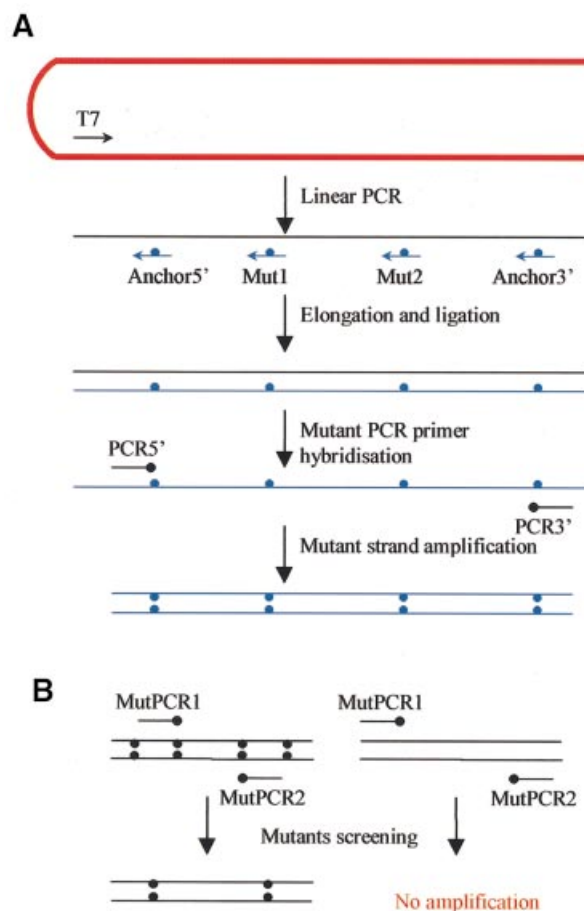 A
T7
Linear PCR
Anchor5’ Mut1 Mut2 Anchor3’
Elongation and ligation
PCR5’
Mutant PCR primer
hybridisation
PCR3’
Mutant strand amplification
B
MutPCR1 MutPCR1
MutPCR2 MutPCR2
Mutants screening
No amplification